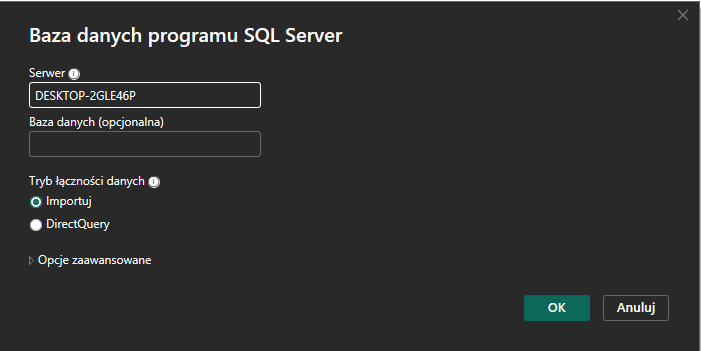 Baza danych programu SQL Server
Serwer
DESKTOP-2GLE46P
Baza danych (opcjonalna)
Tryb łączności danych
Importuj
DirectQuery
Opcje zaawansowane
OK Anuluj